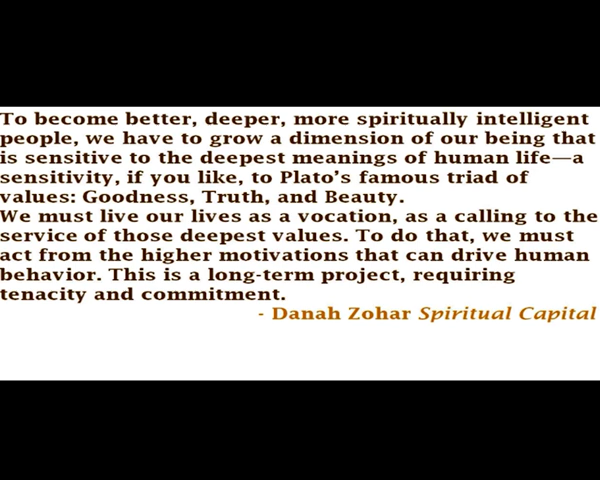 To become better, deeper, more spiritually intelligent
people, we have to grow a dimension of our being that
is sensitive to the deepest meanings of human life—a
sensitivity, if you like, to Plato's famous triad of
values: Goodness, Truth, and Beauty.
We must live our lives as a vocation, as a calling to the
service of those deepest values. To do that, we must
act from the higher motivations that can drive human
behavior. This is a long-term project, requiring
tenacity and commitment.
- Danah Zohar Spiritual Capital